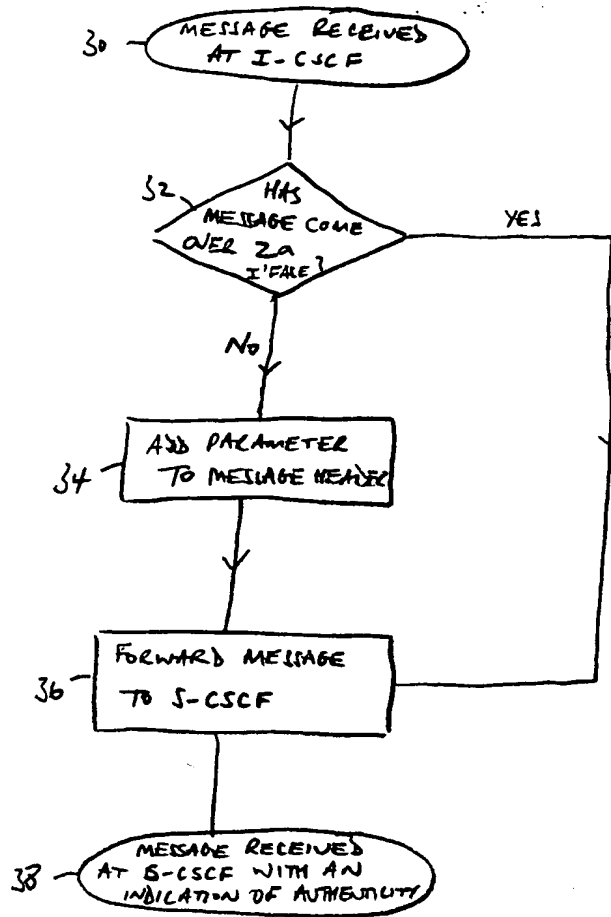 30
MESSAGE RECEIVED
AT I-CSCF
32
HAS
MESSAGE COME
OVER Za
I'FACE?
YES
NO
34
ADD PARAMETER
TO MESSAGE HEADER
36
FORWARD MESSAGE
TO S-CSCF
38
MESSAGE RECEIVED
AT S-CSCF WITH AN
INDICATION OF AUTHENTICITY